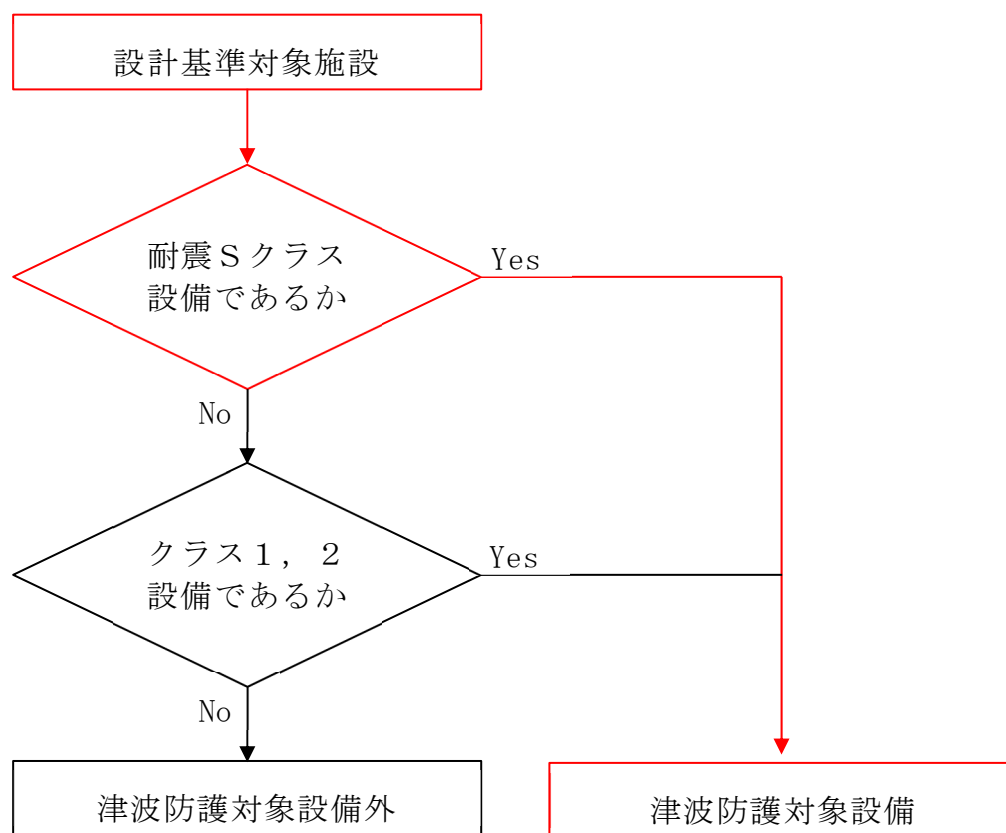 設計基準対象施設
耐震Sクラス
設備であるか
Yes
No
クラス1,2
設備であるか
Yes
No
津波防護対象設備外
津波防護対象設備